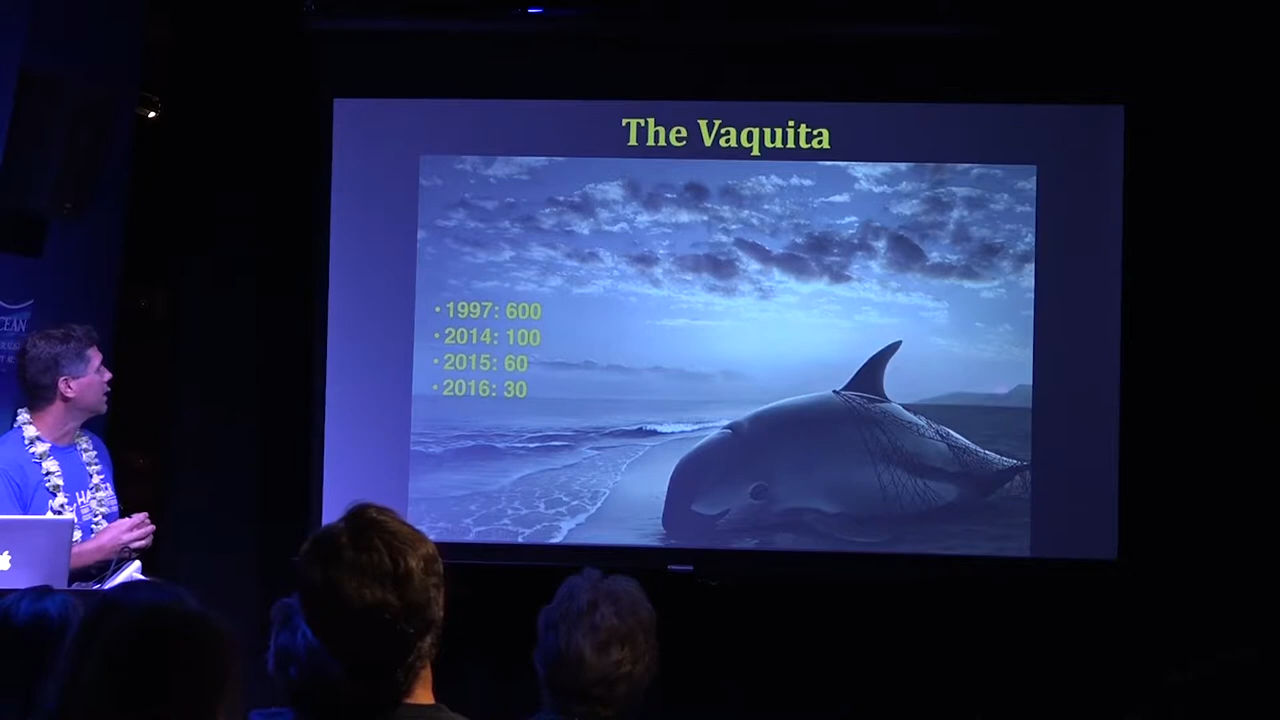 The Vaquita
• 1997: 600
• 2014: 100
• 2015: 60
• 2016: 30